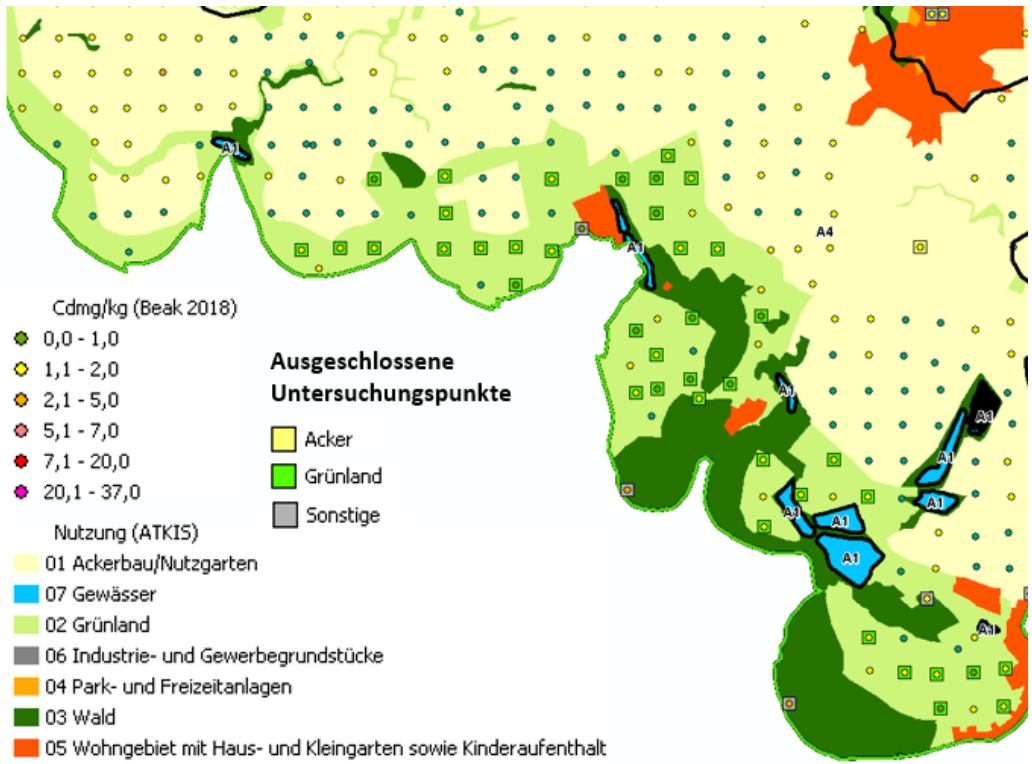 A1
A1
A4
A1
A1
A1
A1
A1
A1
A1
A1
Cdmg/kg (Beak 2018)
0,0 - 1,0
1,1 - 2,0
2,1 - 5,0
5,1 - 7,0
7,1 - 20,0
20,1 - 37,0
Ausgeschlossene
Untersuchungspunkte
Acker
Grünland
Sonstige
Nutzung (ATKIS)
01 Ackerbau/Nutzgarten
07 Gewässer
02 Grünland
06 Industrie- und Gewerbegrundstücke
04 Park- und Freizeitanlagen
03 Wald
05 Wohngebiet mit Haus- und Kleingarten sowie Kinderaufenthalt